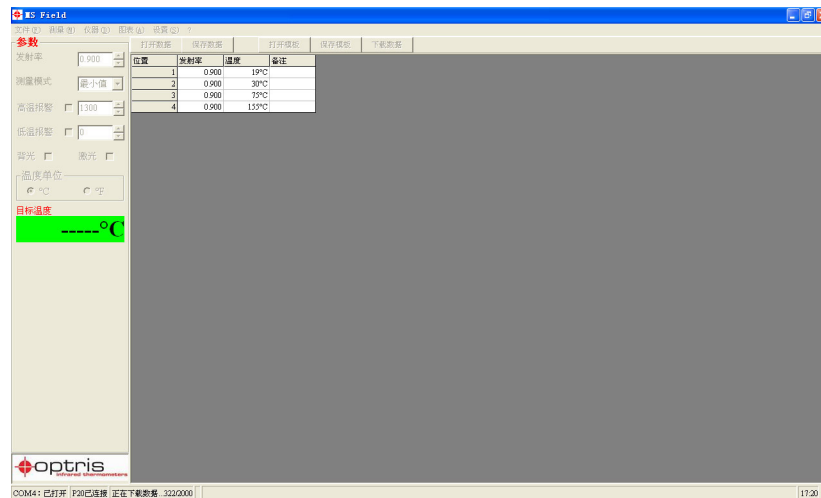 IS Field
文件(F) 测量(M) 仪器(I) 图表(A) 设置(S) ?
参数
打开数据 保存数据 打开模板 保存模板 下载数据
发射率 0.900
位置 发射率 温度 备注
1 0.900 19°C
2 0.900 30°C
3 0.900 75°C
4 0.900 155°C
测量模式 最小值
高温报警 1300
低温报警 0
背光 激光
温度单位
°C °F
目标温度
-----°C
optris
infrared thermometers
COM4: 已打开 P20已连接 正在下载数据...322/2000 17:20